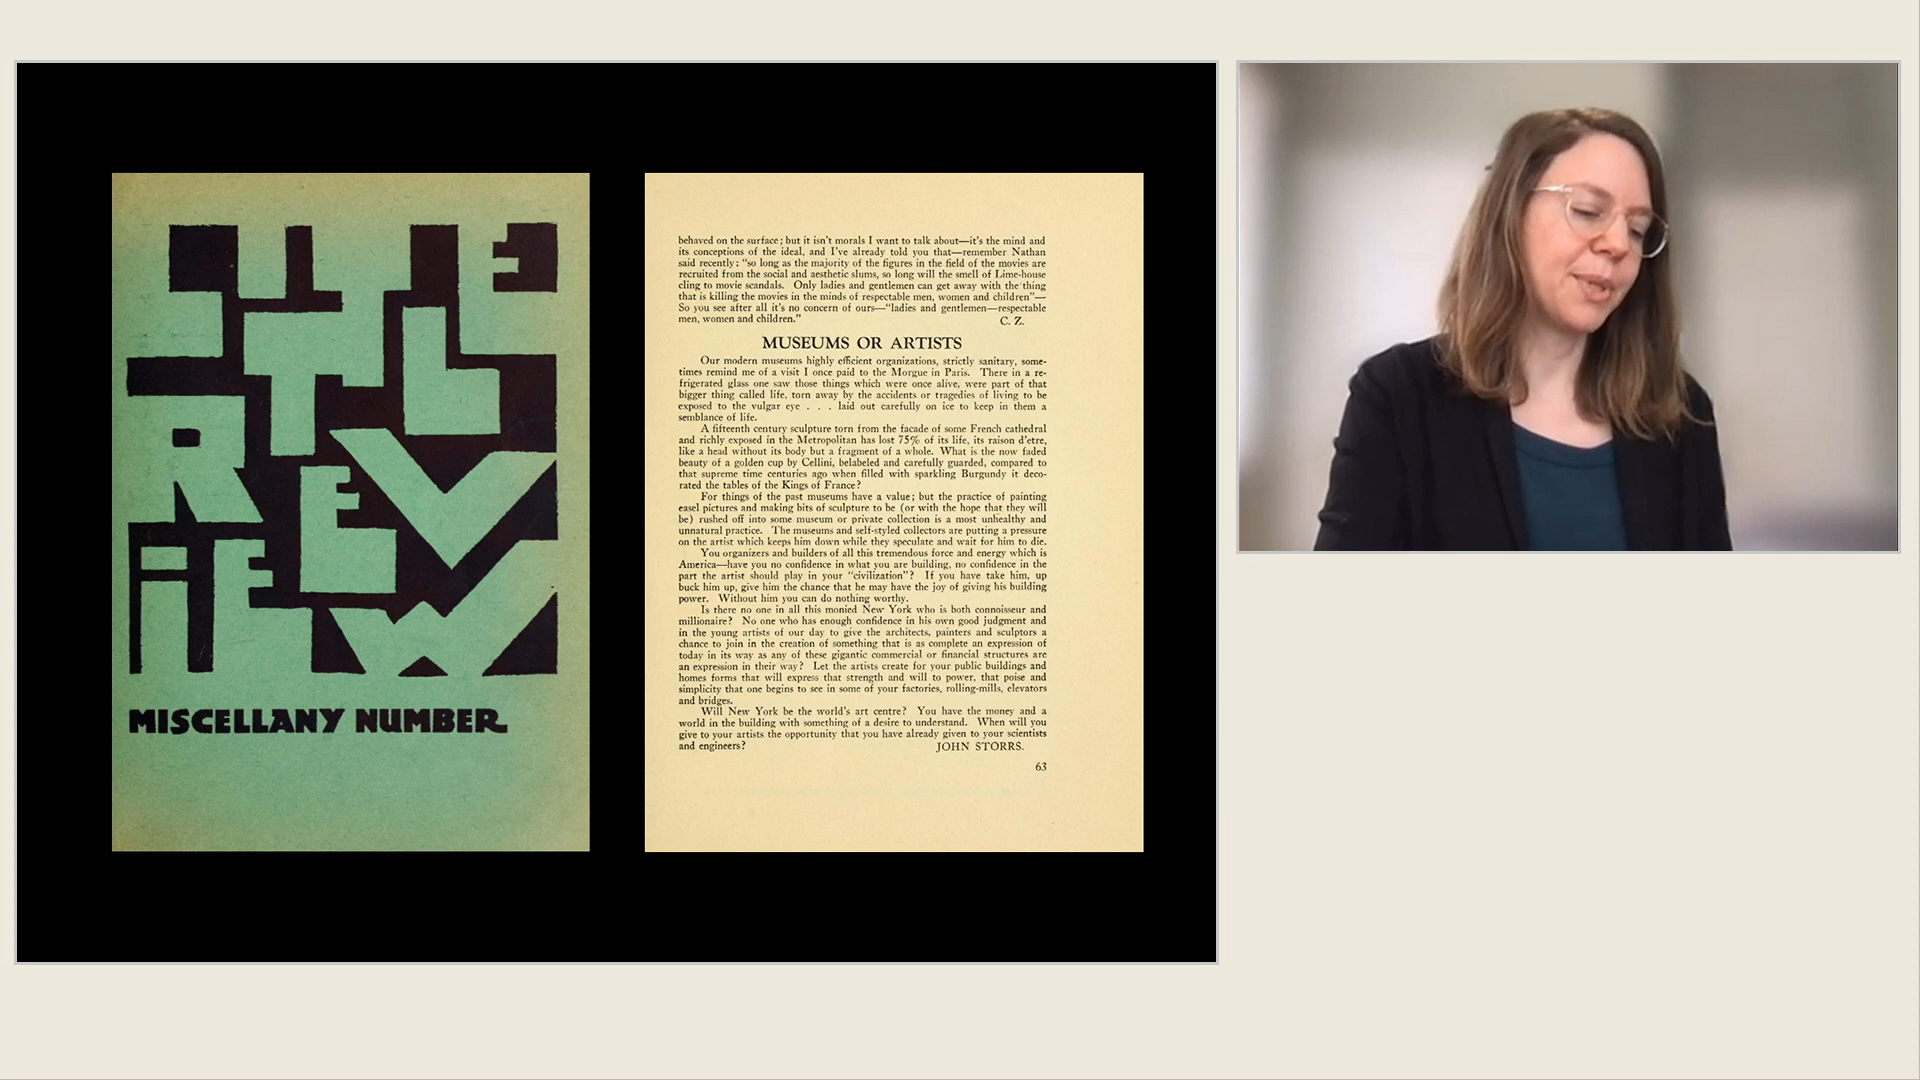 LITTLE
REV
iEW
MISCELLANY NUMBER
behaved on the surface; but it isn't morals I want to talk about—it's the mind and
its conceptions of the ideal, and I've already told you that—remember Nathan
said recently: "so long as the majority of the figures in the field of the movies are
recruited from the social and aesthetic slums, so long will the smell of Lime-house
cling to movie scandals. Only ladies and gentlemen can get away with the thing
that is killing the movies in the minds of respectable men, women and children"—
So you see after all it's no concern of ours—"ladies and gentlemen—respectable
men, women and children." C. Z.
MUSEUMS OR ARTISTS
Our modern museums highly efficient organizations, strictly sanitary, some-
times remind me of a visit I once paid to the Morgue in Paris. There in a re-
frigerated glass one saw those things which were once alive, were part of that
bigger thing called life, torn away by the accidents or tragedies of living to be
exposed to the vulgar eye . . . laid out carefully on ice to keep in them a
semblance of life.
A fifteenth century sculpture torn from the facade of some French cathedral
and richly exposed in the Metropolitan has lost 75% of its life, its raison d'etre,
like a head without its body but a fragment of a whole. What is the now faded
beauty of a golden cup by Cellini, belabeled and carefully guarded, compared to
that supreme time centuries ago when filled with sparkling Burgundy it deco-
rated the tables of the Kings of France?
For things of the past museums have a value; but the practice of painting
easel pictures and making bits of sculpture to be (or with the hope that they will
be) rushed off into some museum or private collection is a most unhealthy and
unnatural practice. The museums and self-styled collectors are putting a pressure
on the artist which keeps him down while they speculate and wait for him to die.
You organizers and builders of all this tremendous force and energy which is
America—have you no confidence in what you are building, no confidence in the
part the artist should play in your "civilization"? If you have take him, up
buck him up, give him the chance that he may have the joy of giving his building
power. Without him you can do nothing worthy.
Is there no one in all this monied New York who is both connoisseur and
millionaire? No one who has enough confidence in his own good judgment and
in the young artists of our day to give the architects, painters and sculptors a
chance to join in the creation of something that is as complete an expression of
today in its way as any of these gigantic commercial or financial structures are
an expression in their way? Let the artists create for your public buildings and
homes forms that will express that strength and will to power, that poise and
simplicity that one begins to see in some of your factories, rolling-mills, elevators
and bridges.
Will New York be the world's art centre? You have the money and a
world in the building with something of a desire to understand. When will you
give to your artists the opportunity that you have already given to your scientists
and engineers? JOHN STORRS.
63